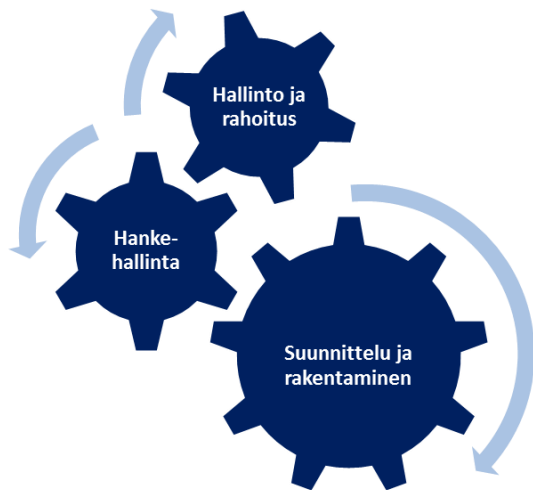 Hallinto ja
rahoitus
Hanke-
hallinta
Suunnittelu ja
rakentaminen